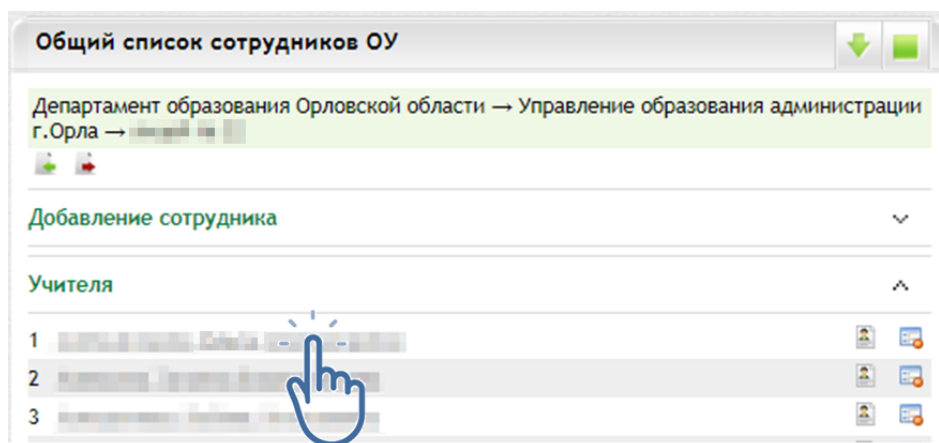 Общий список сотрудников ОУ
Департамент образования Орловской области → Управление образования администрации
г.Орла →
Добавление сотрудника
Учителя
1
2
3